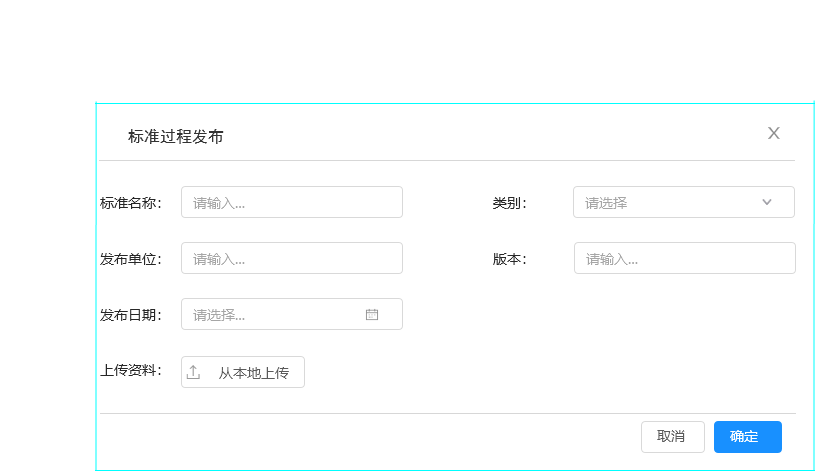 标准过程发布 X
标准名称： 请输入... 类别： 请选择
发布单位： 请输入... 版本： 请输入...
发布日期： 请选择...
上传资料： 从本地上传
取消 确定